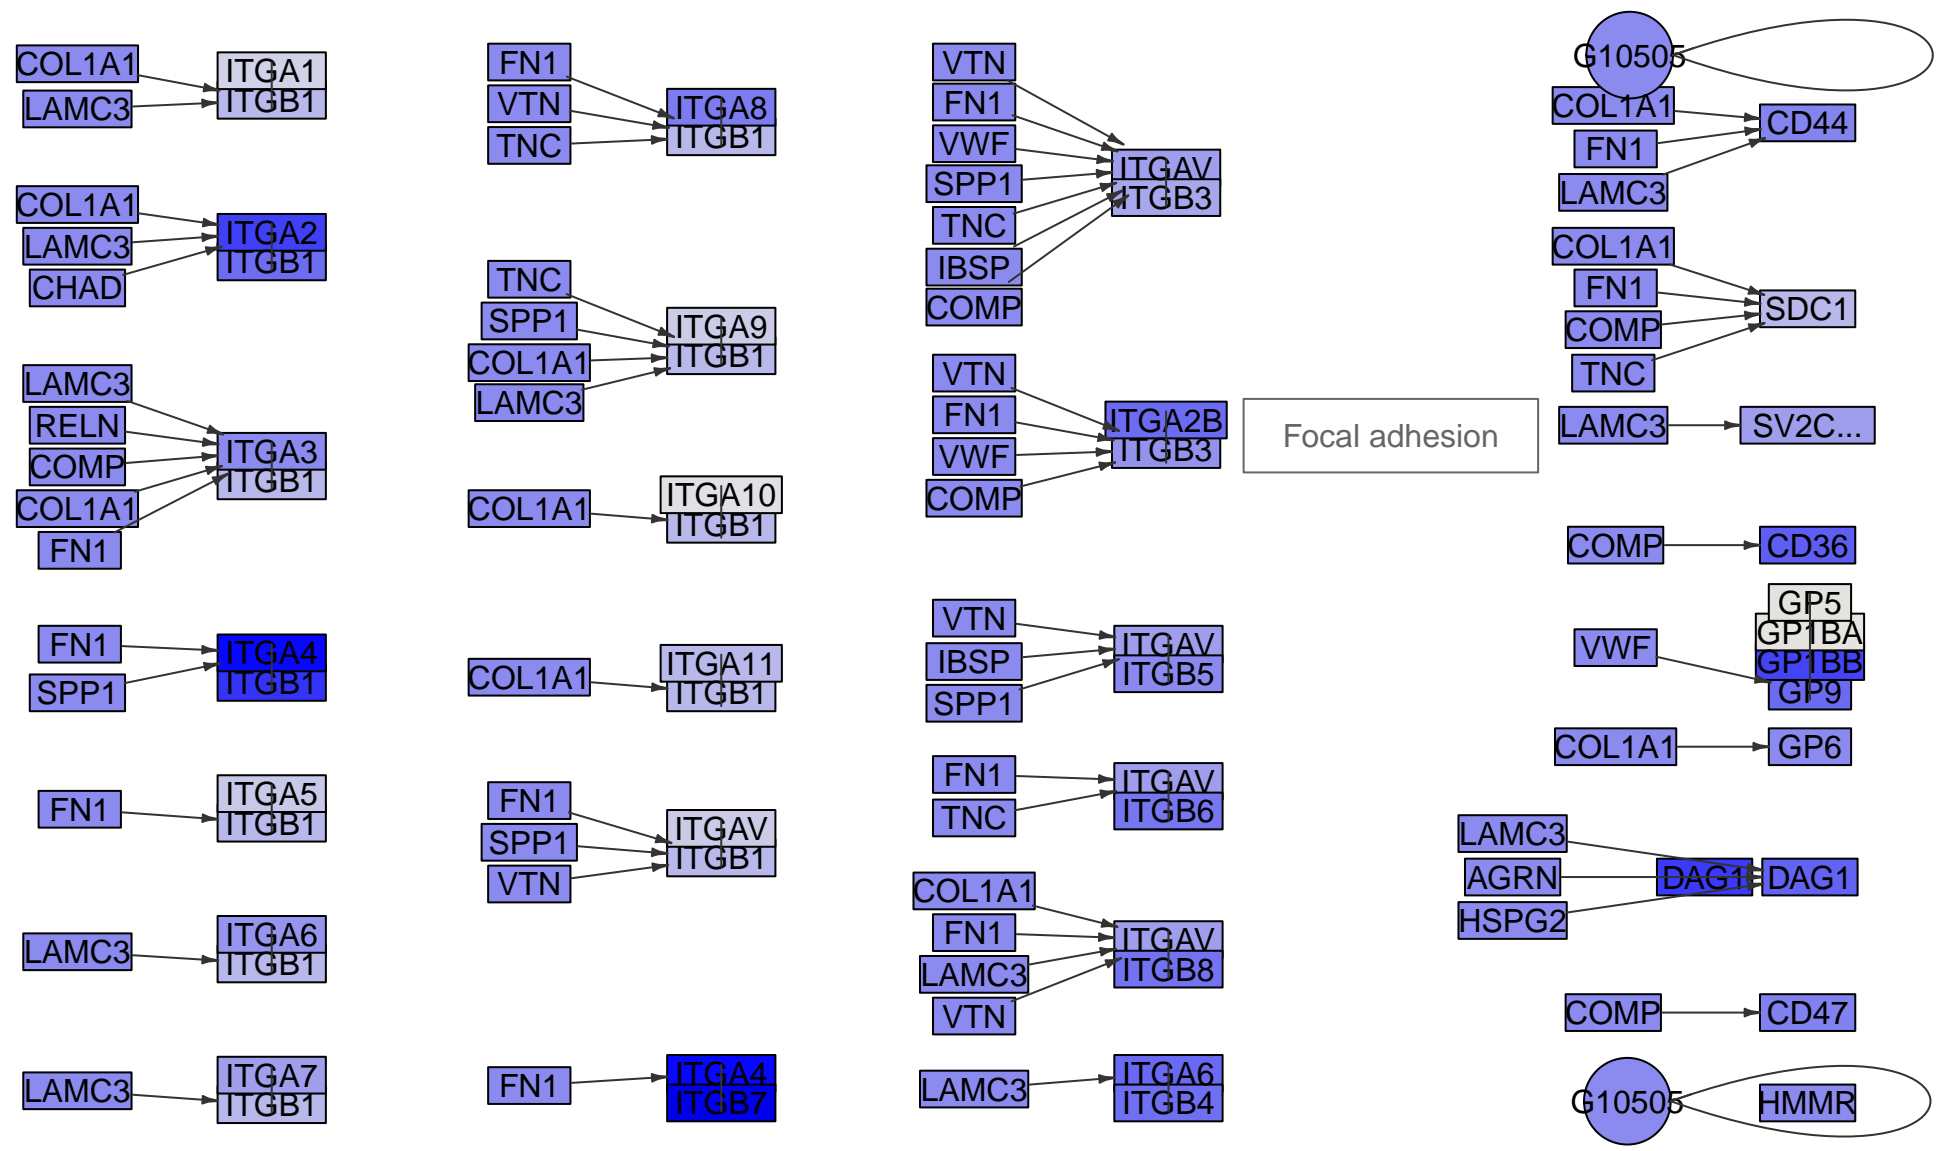 COL1A1
LAMC3
ITGA1
ITGB1
COL1A1
LAMC3
CHAD
ITGA2
ITGB1
LAMC3
RELN
COMP
COL1A1
FN1
ITGA3
ITGB1
FN1
SPP1
ITGA4
ITGB1
FN1
ITGA5
ITGB1
LAMC3
ITGA6
ITGB1
LAMC3
ITGA7
ITGB1
FN1
VTN
TNC
ITGA8
ITGB1
TNC
SPP1
COL1A1
LAMC3
ITGA9
ITGB1
COL1A1
ITGA10
ITGB1
COL1A1
ITGA11
ITGB1
FN1
SPP1
VTN
ITGAV
ITGB1
FN1
ITGA4
ITGB7
VTN
FN1
VWF
SPP1
TNC
IBSP
COMP
ITGAV
ITGB3
VTN
FN1
VWF
COMP
ITGA2B
ITGB3
Focal adhesion
VTN
IBSP
SPP1
ITGAV
ITGB5
FN1
TNC
ITGAV
ITGB6
COL1A1
FN1
LAMC3
VTN
ITGAV
ITGB8
LAMC3
ITGA6
ITGB4
G10505
COL1A1
FN1
LAMC3
CD44
COL1A1
FN1
COMP
TNC
SDC1
LAMC3
SV2C...
COMP
CD36
VWF
GP5
GP1BA
GP1BB
GP9
COL1A1
GP6
LAMC3
AGRN
HSPG2
DAG1
DAG1
COMP
CD47
G10505
HMMR